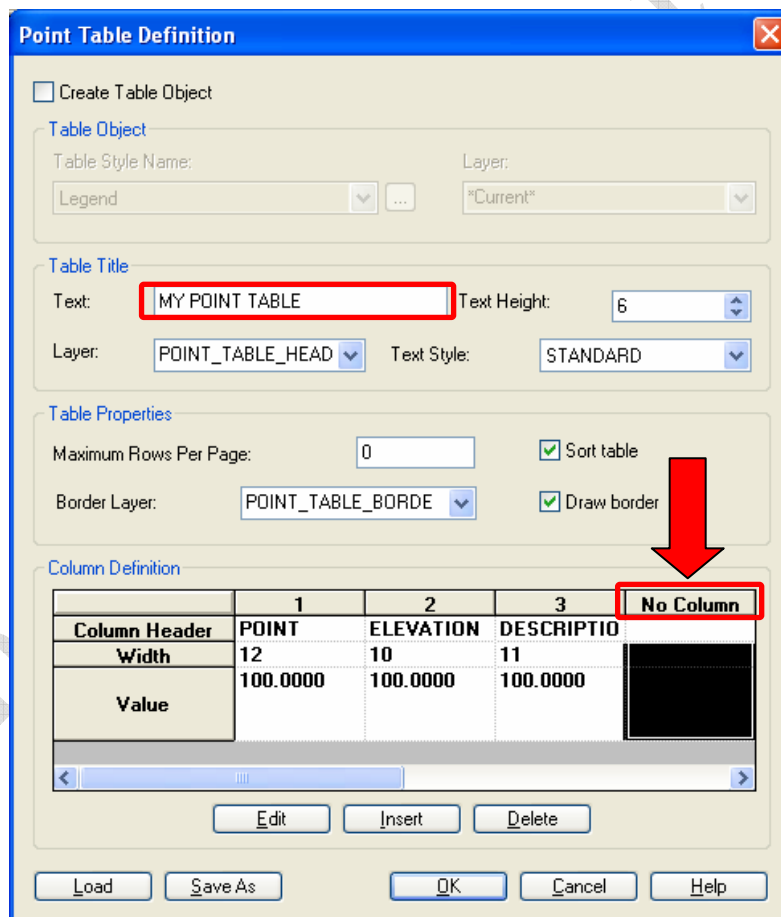 Point Table Definition
Create Table Object
Table Object
Table Style Name: Layer:
Legend ... *Current*
Table Title
Text: MY POINT TABLE Text Height: 6
Layer: POINT_TABLE_HEAD Text Style: STANDARD
Table Properties
Maximum Rows Per Page: 0 Sort table
Border Layer: POINT_TABLE_BORDE Draw border
Column Definition
1 2 3 No Column
Column Header POINT ELEVATION DESCRIPTIO
Width 12 10 11
Value 100.0000 100.0000 100.0000
Edit Insert Delete
Load Save As OK Cancel Help